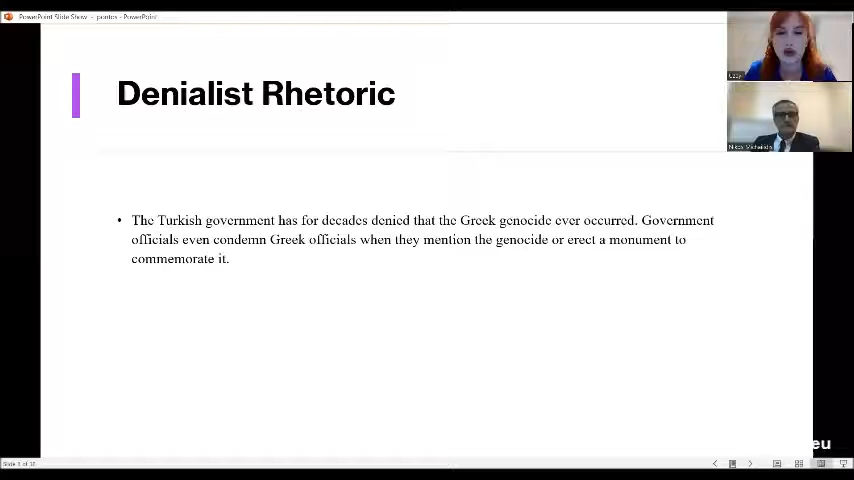 PowerPoint Slide Show - pontos - PowerPoint
Denialist Rhetoric
• The Turkish government has for decades denied that the Greek genocide ever occurred. Government
officials even condemn Greek officials when they mention the genocide or erect a monument to
commemorate it.
Nikos Michailidis
eu